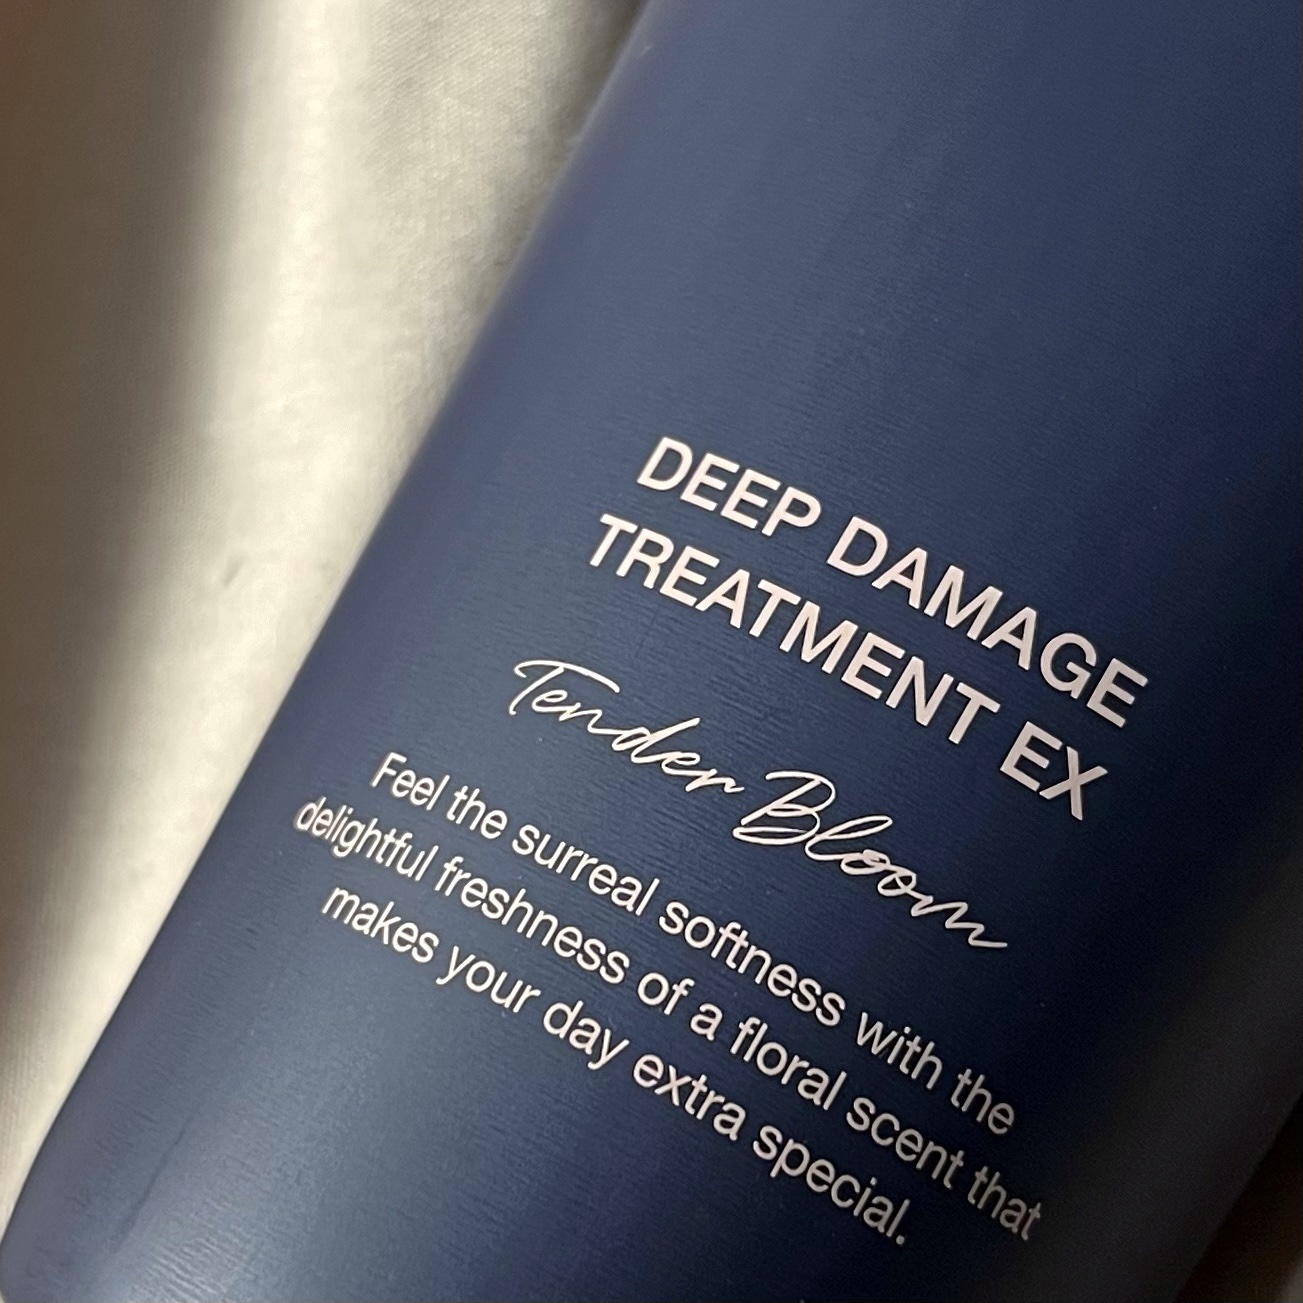 DEEP DAMAGE
TREATMENT EX
Tender Bloom
Feel the surreal softness with the
delightful freshness of a floral scent that
makes your day extra special.